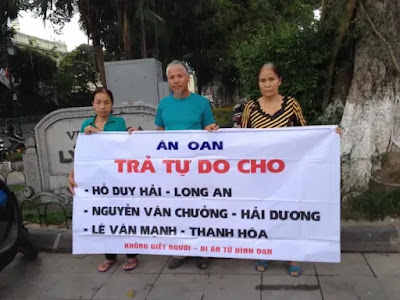 ÁN OAN
TRẢ TỰ DO CHO
- HỒ DUY HẢI - LONG AN
- NGUYỄN VĂN CHƯỞNG - HẢI DƯƠNG
- LÊ VĂN MẠNH - THANH HÓA
KHÔNG GIẾT NGƯỜI - BỊ ÁN TỬ HÌNH OAN